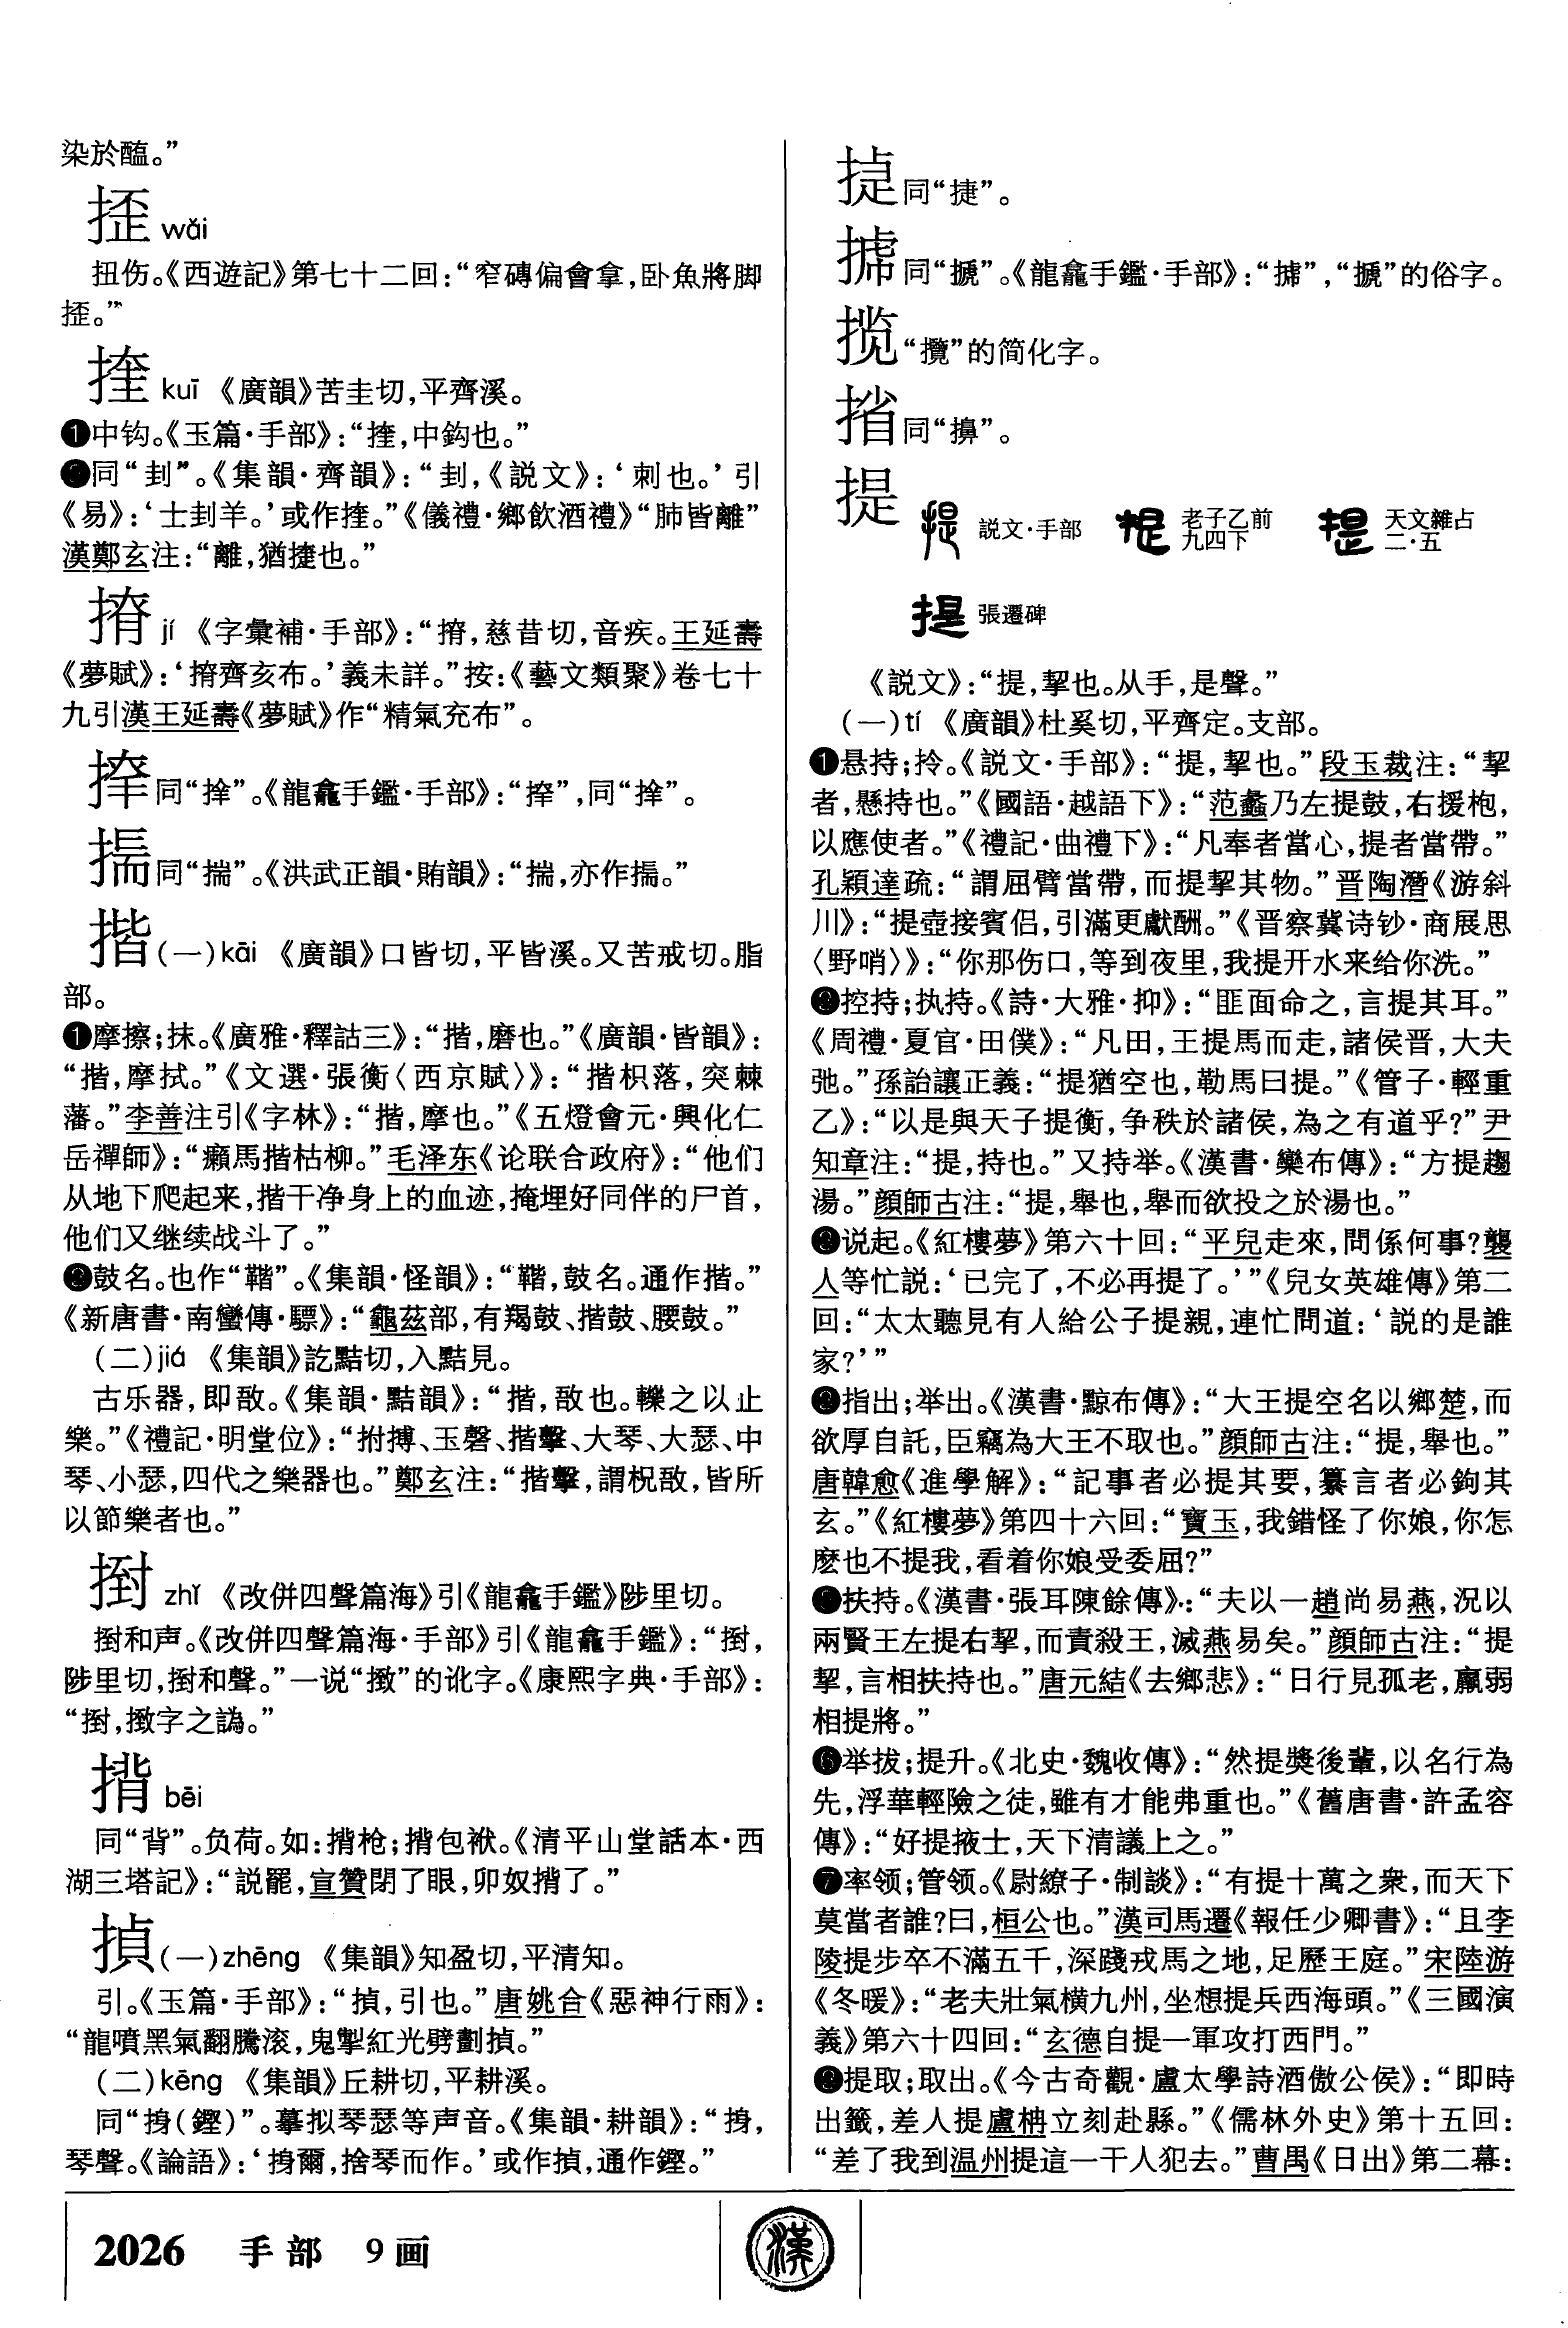 染於醢。”
挜 wǎi
扭伤。《西遊記》第七十二回：“窄磚偏會拿，卧魚將脚
。”
㨒 kuī 《廣韻》苦圭切，平齊溪。
❶中钩。《玉篇·手部》：“㨒，中鈎也。”
❷同“刲”。《集韻·齊韻》：“刲，《説文》：‘刺也。’引
《易》：‘士刲羊。’或作㨒。”《儀禮·鄉飲酒禮》“肺皆離”
漢鄭玄注：“離，猶㨒也。”
jí 《字彙補·手部》：“，慈昔切，音疾。王延壽
《夢賦》：‘齊亥布。’義未詳。”按：《藝文類聚》卷七十
九引漢王延壽《夢賦》作“精氣充布”。
同“”。《龍龕手鑑·手部》：“”，同“”。
同“揣”。《洪武正韻·賄韻》：“揣，亦作。”
揩(一)kāi 《廣韻》口皆切，平皆溪。又苦戒切。脂
部。
❶摩擦；抹。《廣雅·釋詁三》：“揩，磨也。”《廣韻·皆韻》：
“揩，摩拭。”《文選·張衡〈西京賦〉》：“揩枳落，突棘
藩。”李善注引《字林》：“揩，摩也。”《五燈會元·興化仁
岳禪師》：“癩馬揩枯柳。”毛泽东《论联合政府》：“他们
从地下爬起来，揩干净身上的血迹，掩埋好同伴的尸首，
他们又继续战斗了。”
❷鼓名。也作“鞜”。《集韻·怪韻》：“，鼓名。通作揩。”
《新唐書·南蠻傳·驃》：“龜茲部，有羯鼓、揩鼓、腰鼓。”
(二)jiá 《集韻》訖黠切，入黠見。
古乐器，即敔。《集韻·黠韻》：“揩，敔也。轢之以止
樂。”《禮記·明堂位》：“拊搏、玉磬、揩擊、大琴、大瑟、中
琴、小瑟，四代之樂器也。”鄭玄注：“揩擊，謂柷敔，皆所
以節樂者也。”
zhǐ 《改併四聲篇海》引《龍龕手鑑》陟里切。
和声。《改併四聲篇海·手部》引《龍龕手鑑》：“，
陟里切，和聲。”一说“㨖”的讹字。《康熙字典·手部》：
“，㨖字之譌。”
揹 bēi
同“背”。负荷。如：揹枪；揹包袱。《清平山堂話本·西
湖三塔記》：“説罷，宣贊閉了眼，卯奴揹了。”
揁(一)zhēng 《集韻》知盈切，平清知。
引。《玉篇·手部》：“揁，引也。”唐姚合《惡神行雨》：
“龍噴黑氣翻騰滚，鬼掣紅光劈劃揁。”
(二)kēng 《集韻》丘耕切，平耕溪。
同“挳(鏗)”。摹拟琴瑟等声音。《集韻·耕韻》：“，
琴聲。《論語》：‘爾，捨琴而作。’或作揁，通作鏗。”
同“捷”。
同“搋”。《龍龕手鑑·手部》：“”，“搋”的俗字。
揽“攬”的简化字。
同“擤”。
提 説文·手部 老子乙前九四下 天文雜占二·五
張遷碑
《説文》：“提，挈也。从手，是聲。”
(一)tí 《廣韻》杜奚切，平齊定。支部。
❶悬持；拎。《説文·手部》：“提，挈也。”段玉裁注：“挈
者，懸持也。”《國語·越語下》：“范蠡乃左提鼓，右援枹，
以應使者。”《禮記·曲禮下》：“凡奉者當心，提者當帶。”
孔穎達疏：“謂屈臂當帶，而提挈其物。”晋陶潛《游斜
川》：“提壺接賓侣，引滿更獻酬。”《晋察冀诗钞·商展思
〈野哨〉》：“你那伤口，等到夜里，我提开水来给你洗。”
❷控持；执持。《詩·大雅·抑》：“匪面命之，言提其耳。”
《周禮·夏官·田僕》：“凡田，王提馬而走，諸侯晋，大夫
弛。”孫詒讓正義：“提猶空也，勒馬曰提。”《管子·輕重
乙》：“以是與天子提衡，争秩於諸侯，為之有道乎？”尹
知章注：“提，持也。”又持举。《漢書·欒布傳》：“方提趨
湯。”顔師古注：“提，舉也，舉而欲投之於湯也。”
❸说起。《紅樓夢》第六十回：“平兒走來，問係何事？襲
人等忙説：‘已完了，不必再提了。’”《兒女英雄傳》第二
回：“太太聽見有人給公子提親，連忙問道：‘説的是誰
家？’”
❹指出；举出。《漢書·黥布傳》：“大王提空名以鄉楚，而
欲厚自託，臣竊為大王不取也。”顔師古注：“提，舉也。”
唐韓愈《進學解》：“記事者必提其要，纂言者必鉤其
玄。”《紅樓夢》第四十六回：“寶玉，我錯怪了你娘，你怎
麽也不提我，看着你娘受委屈？”
❺扶持。《漢書·張耳陳餘傳》：“夫以一趙尚易燕，況以
兩賢王左提右挈，而責殺王，滅燕易矣。”顔師古注：“提
挈，言相扶持也。”唐元結《去鄉悲》：“日行見孤老，羸弱
相提將。”
❻举拔；提升。《北史·魏收傳》：“然提獎後輩，以名行為
先，浮華輕險之徒，雖有才能弗重也。”《舊唐書·許孟容
傳》：“好提掖士，天下清議上之。”
❼率领；管领。《尉繚子·制談》：“有提十萬之衆，而天下
莫當者誰？曰，桓公也。”漢司馬遷《報任少卿書》：“且李
陵提步卒不滿五千，深踐戎馬之地，足歷王庭。”宋陸游
《冬暖》：“老夫壯氣横九州，坐想提兵西海頭。”《三國演
義》第六十四回：“玄德自提一軍攻打西門。”
❽提取；取出。《今古奇觀·盧太學詩酒傲公侯》：“即時
出籤，差人提盧柟立刻赴縣。”《儒林外史》第十五回：
“差了我到温州提這一干人犯去。”曹禺《日出》第二幕：
2026 手部 9画
漢